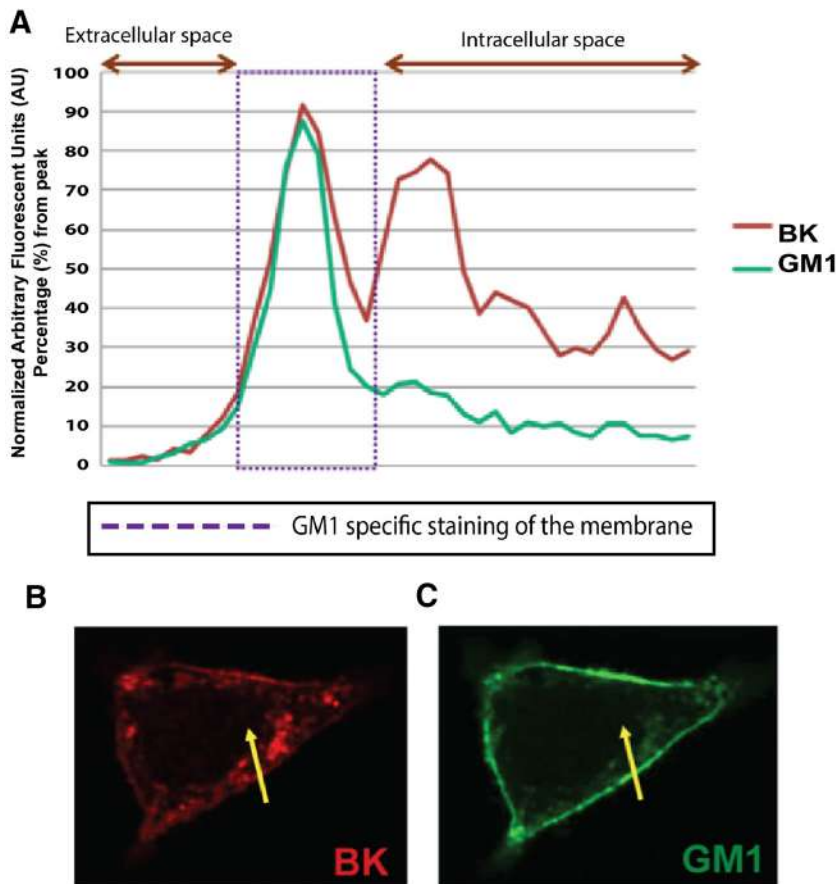 A
Extracellular space
Intracellular space
Normalized Arbitrary Fluorescent Units (AU)
Percentage (%) from peak
100
90
80
70
60
50
40
30
20
10
0
BK
GM1
GM1 specific staining of the membrane
B
C
BK
GM1